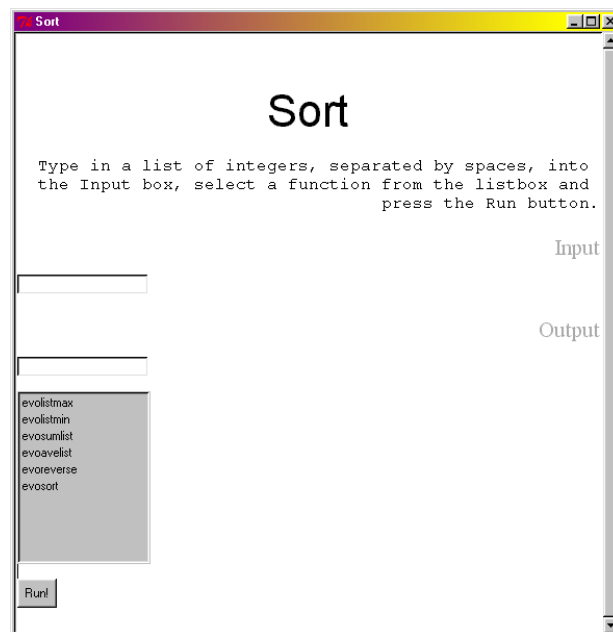 Sort
Sort
Type in a list of integers, separated by spaces, into
the Input box, select a function from the listbox and
press the Run button.
Input
Output
evolistmax
evolistmin
evosumlist
evoavelist
evoreverse
evosort
Run!